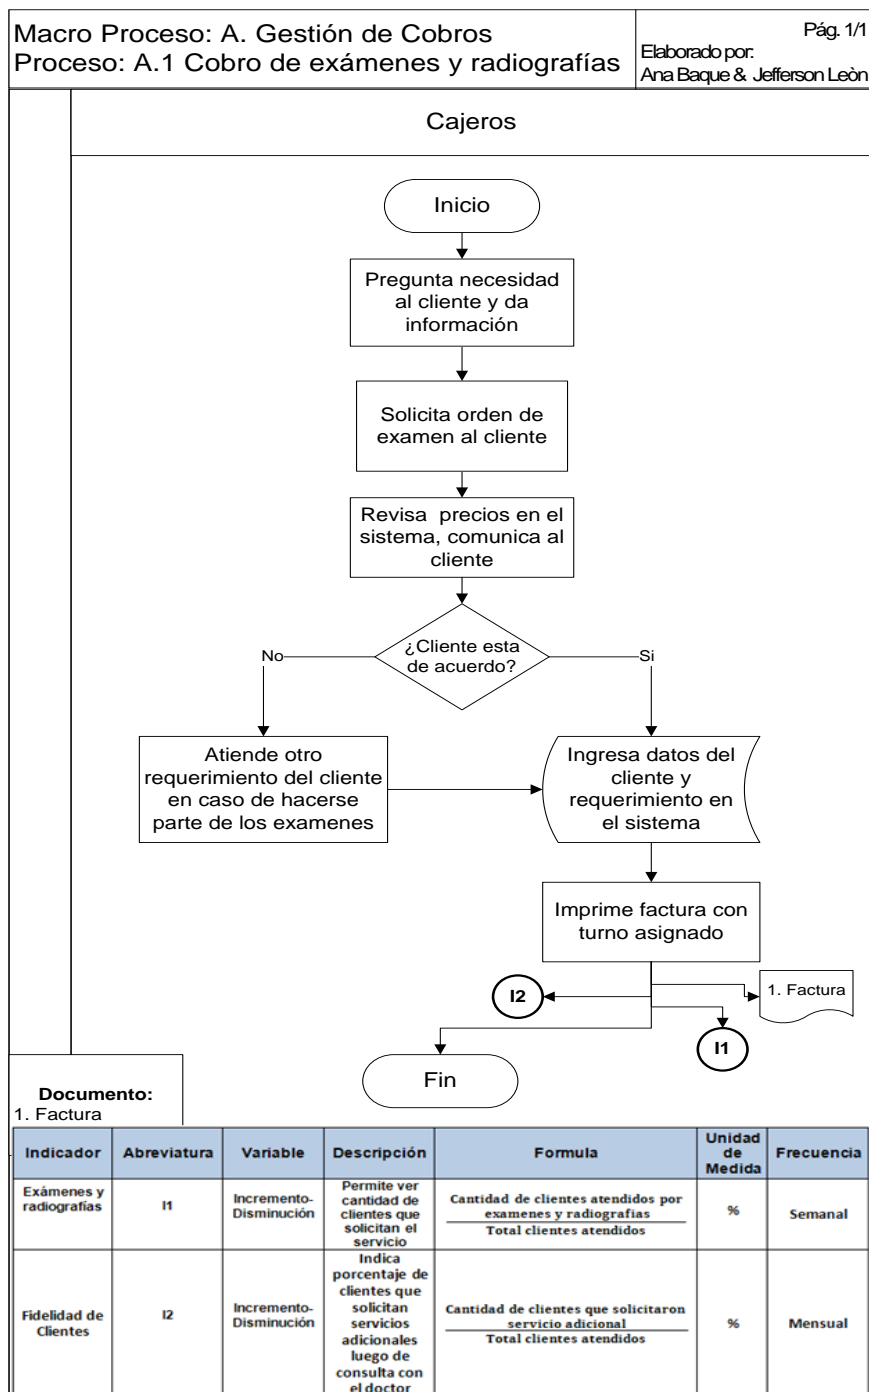 Macro Proceso: A. Gestión de Cobros
Proceso: A.1 Cobro de exámenes y radiografías
Pág. 1/1
Elaborado por:
Ana Baque & Jefferson Leòn
Cajeros
Inicio
Pregunta necesidad
al cliente y da
información
Solicita orden de
examen al cliente
Revisa precios en el
sistema, comunica al
cliente
¿Cliente esta
de acuerdo?
No
Si
Atiende otro
requerimiento del cliente
en caso de hacerse
parte de los examenes
Ingresa datos del
cliente y
requerimiento en
el sistema
Imprime factura con
turno asignado
I2
1. Factura
I1
Fin
Documento:
1. Factura
Indicador
Abreviatura
Variable
Descripción
Formula
Unidad
de
Medida
Frecuencia
Exámenes y
radiografías
I1
Incremento-
Disminución
Permite ver
cantidad de
clientes que
solicitan el
servicio
Cantidad de clientes atendidos por
examenes y radiografias
Total clientes atendidos
%
Semanal
Fidelidad de
Clientes
I2
Incremento-
Disminución
Indica
porcentaje de
clientes que
solicitan
servicios
adicionales
luego de
consulta con
el doctor
Cantidad de clientes que solicitaron
servicio adicional
Total clientes atendidos
%
Mensual